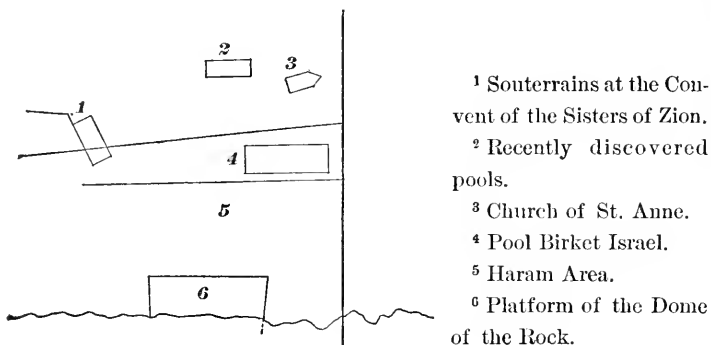 1
2
3
4
5
6
¹ Souterrains at the Con-
vent of the Sisters of Zion.
² Recently discovered
pools.
³ Church of St. Anne.
⁴ Pool Birket Israel.
⁵ Haram Area.
⁶ Platform of the Dome
of the Rock.